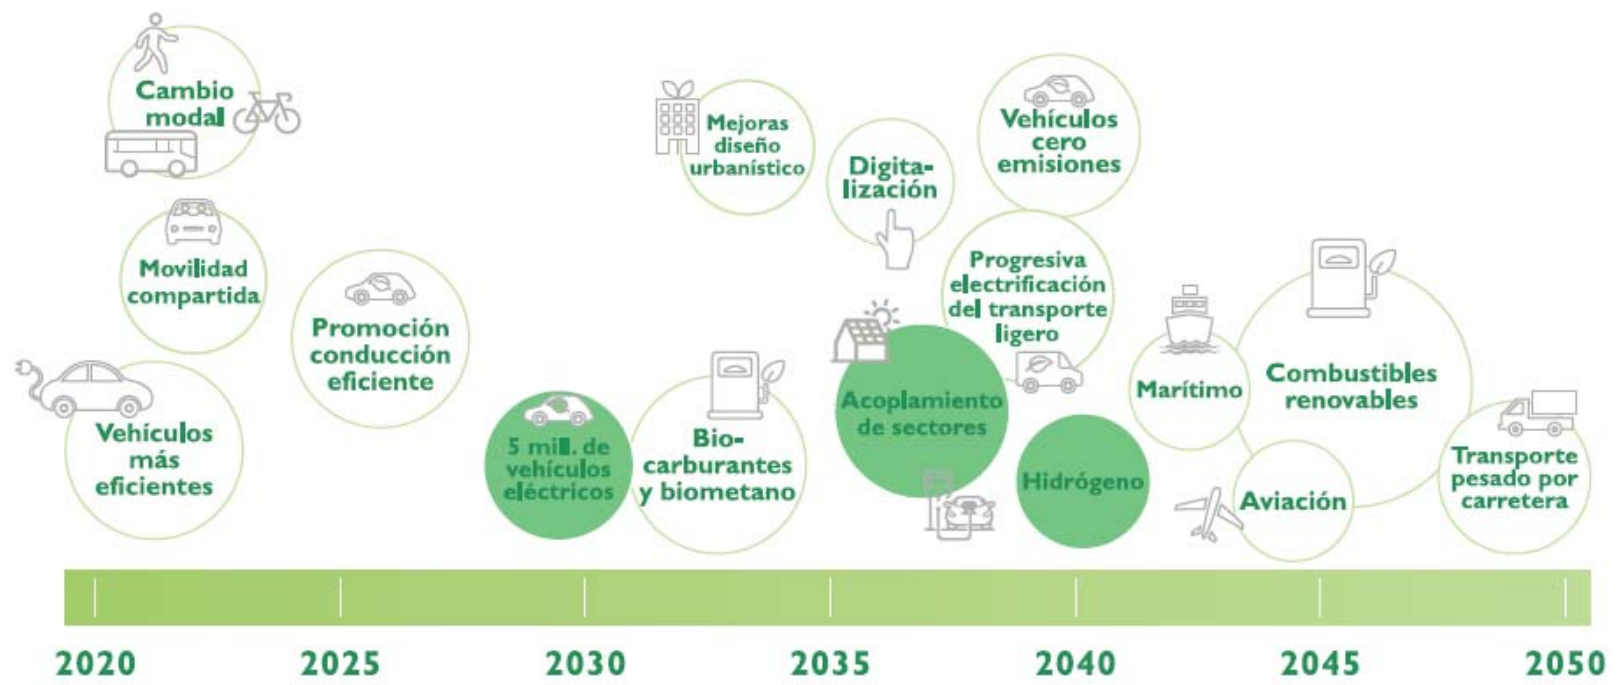 Cambio
modal
Movilidad
compartida
Vehículos
más
eficientes
Promoción
conducción
eficiente
5 mill. de
vehículos
eléctricos
Bio-
carburantes
y biometano
Mejoras
diseño
urbanístico
Digita-
lización
Vehículos
cero
emisiones
Progresiva
electrificación
del transporte
ligero
Acoplamiento
de sectores
Hidrógeno
Marítimo
Combustibles
renovables
Aviación
Transporte
pesado por
carretera
2020 2025 2030 2035 2040 2045 2050